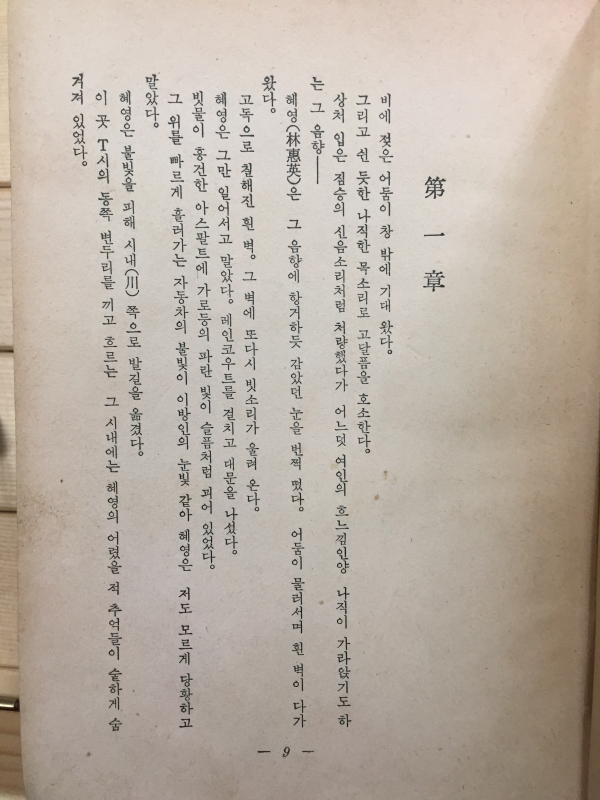 第一章
비에 젖은 어둠이 창 밖에 기대 왔다.
그리고 쉰 듯한 나직한 목소리로 고달픔을 호소한다.
상처 입은 짐승의 신음소리처럼 처량했다가 어느덧 여인의 흐느낌인양 나직이 가라앉기도 하
는 그 음향——
혜영(林惠英)은 그 음향에 항거하듯 감았던 눈을 번쩍 떴다. 어둠이 물러서며 흰 벽이 다가
왔다.
고독으로 칠해진 흰 벽. 그 벽에 또다시 빗소리가 울려 온다.
혜영은 그만 일어서고 말았다. 레인코우트를 걸치고 대문을 나섰다.
빗물이 흥건한 아스팔트에 가로등의 파란 빛이 슬픔처럼 괴어 있었다.
그 위를 빠르게 흘러가는 자동차의 불빛이 이방인의 눈빛 같아 혜영은 저도 모르게 당황하고
말았다.
혜영은 불빛을 피해 시내(川) 쪽으로 발길을 옮겼다.
이 곳 T시의 동쪽 변두리를 끼고 흐르는 그 시내에는 혜영의 어렸을 적 추억들이 숱하게 숨
겨져 있었다.
— 9 —